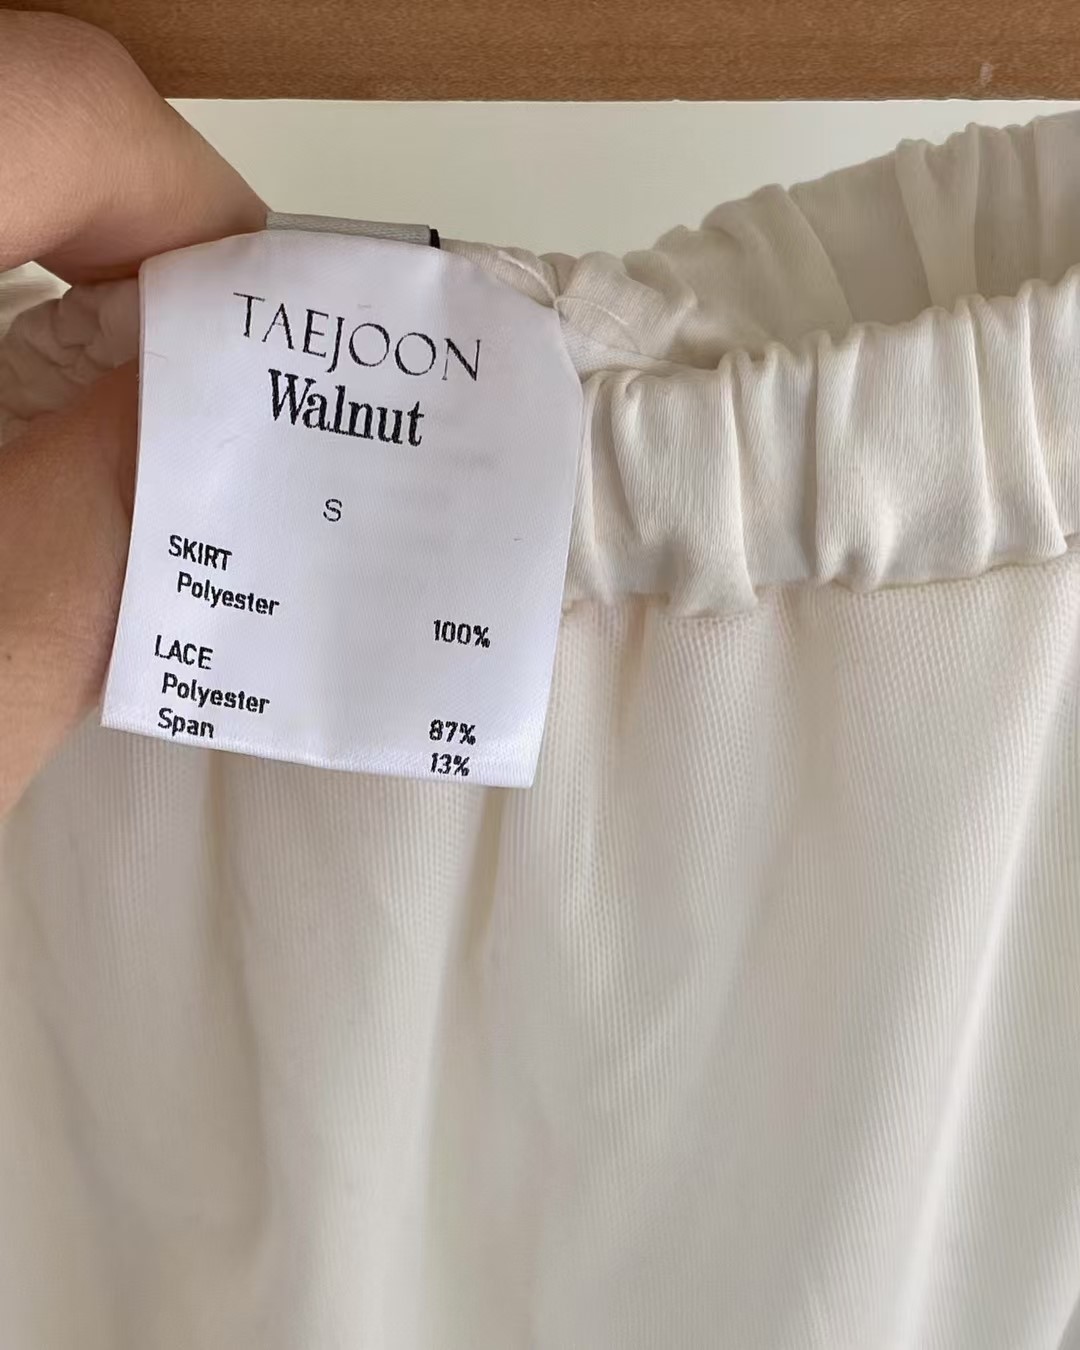 TAEJOON
Walnut
S
SKIRT
Polyester 100%
LACE
Polyester 87%
Span 13%